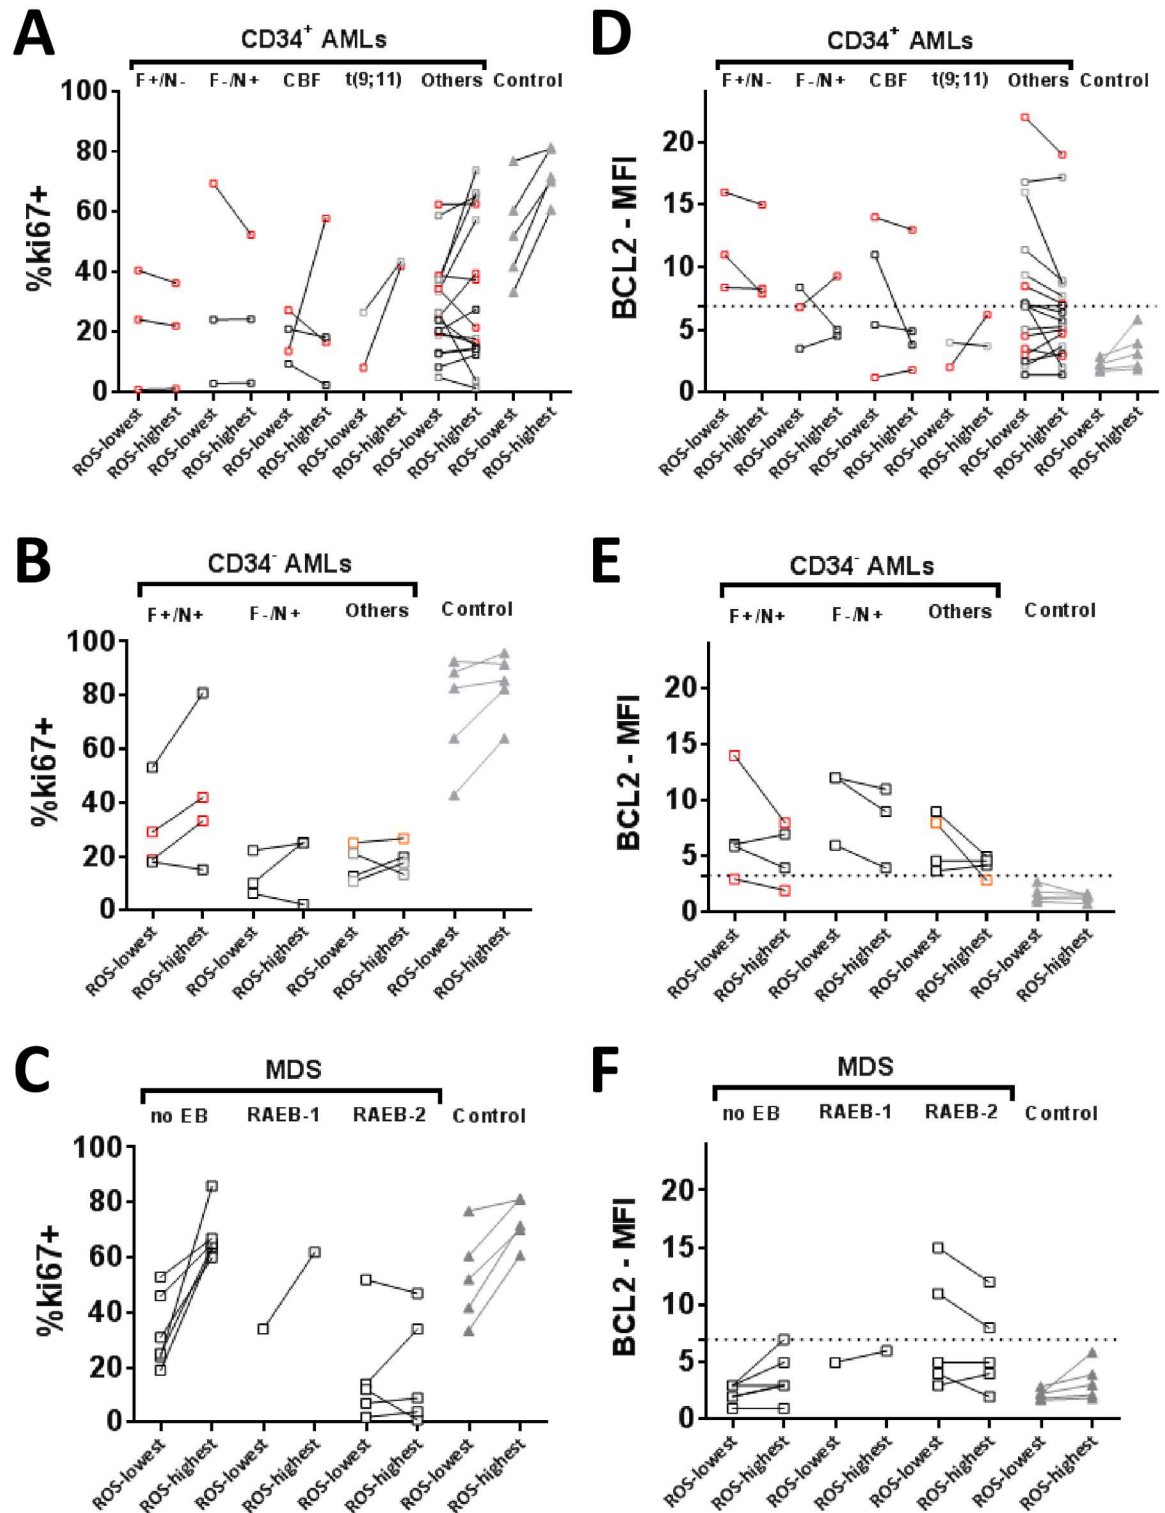 A
CD34+ AMLs
F+/N- F-/N+ CBF t(9;11) Others Control
%ki67+
100
80
60
40
20
0
ROS-lowest ROS-highest ROS-lowest ROS-highest ROS-lowest ROS-highest ROS-lowest ROS-highest ROS-lowest ROS-highest ROS-lowest ROS-highest
D
CD34+ AMLs
F+/N- F-/N+ CBF t(9;11) Others Control
BCL2 - MFI
20
15
10
5
0
ROS-lowest ROS-highest ROS-lowest ROS-highest ROS-lowest ROS-highest ROS-lowest ROS-highest ROS-lowest ROS-highest ROS-lowest ROS-highest
B
CD34- AMLs
F+/N+ F-/N+ Others Control
%ki67+
100
80
60
40
20
0
ROS-lowest ROS-highest ROS-lowest ROS-highest ROS-lowest ROS-highest ROS-lowest ROS-highest
E
CD34- AMLs
F+/N+ F-/N+ Others Control
BCL2 - MFI
20
15
10
5
0
ROS-lowest ROS-highest ROS-lowest ROS-highest ROS-lowest ROS-highest ROS-lowest ROS-highest
C
MDS
no EB RAEB-1 RAEB-2 Control
%ki67+
100
80
60
40
20
0
ROS-lowest ROS-highest ROS-lowest ROS-highest ROS-lowest ROS-highest ROS-lowest ROS-highest
F
MDS
no EB RAEB-1 RAEB-2 Control
BCL2 - MFI
20
15
10
5
0
ROS-lowest ROS-highest ROS-lowest ROS-highest ROS-lowest ROS-highest ROS-lowest ROS-highest